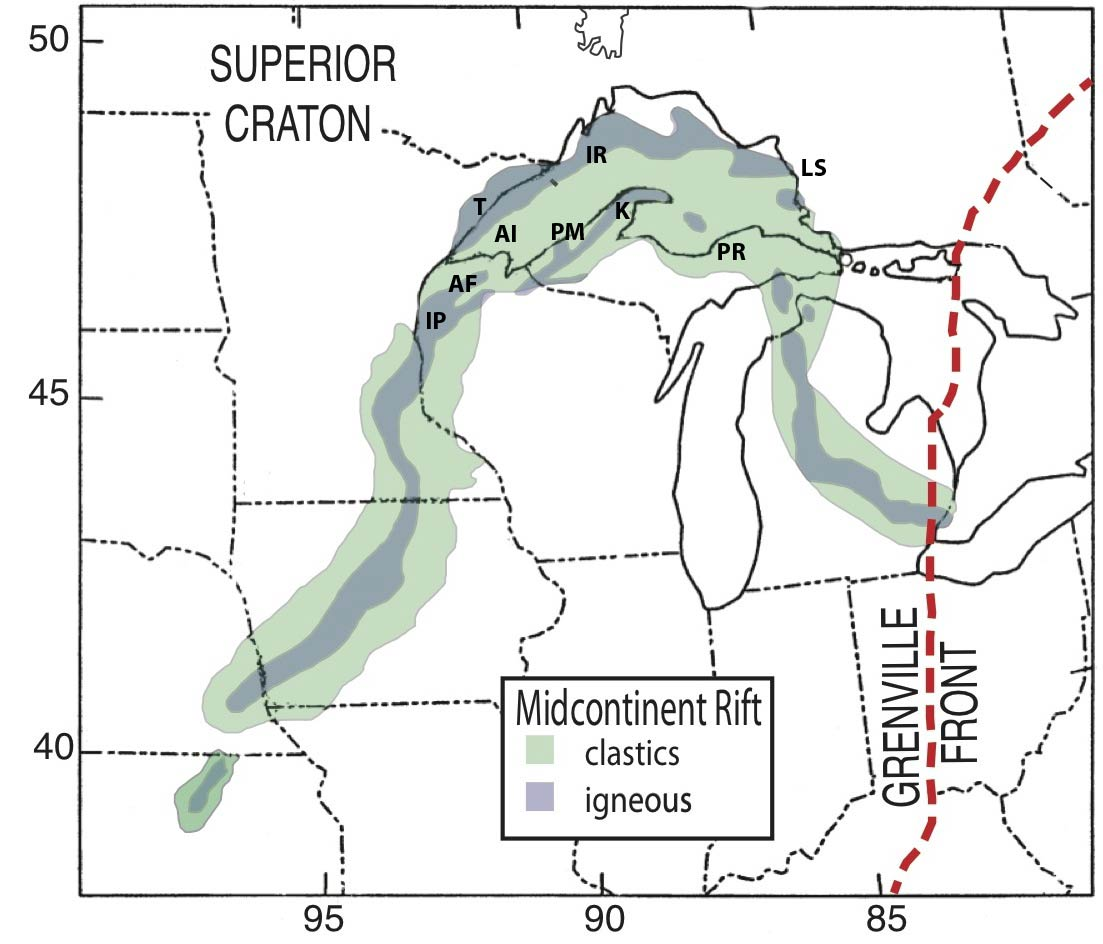 50
SUPERIOR
CRATON
IR
LS
T
K
AI
PM
PR
AF
IP
45
Midcontinent Rift
clastics
igneous
GRENVILLE
FRONT
40
95
90
85